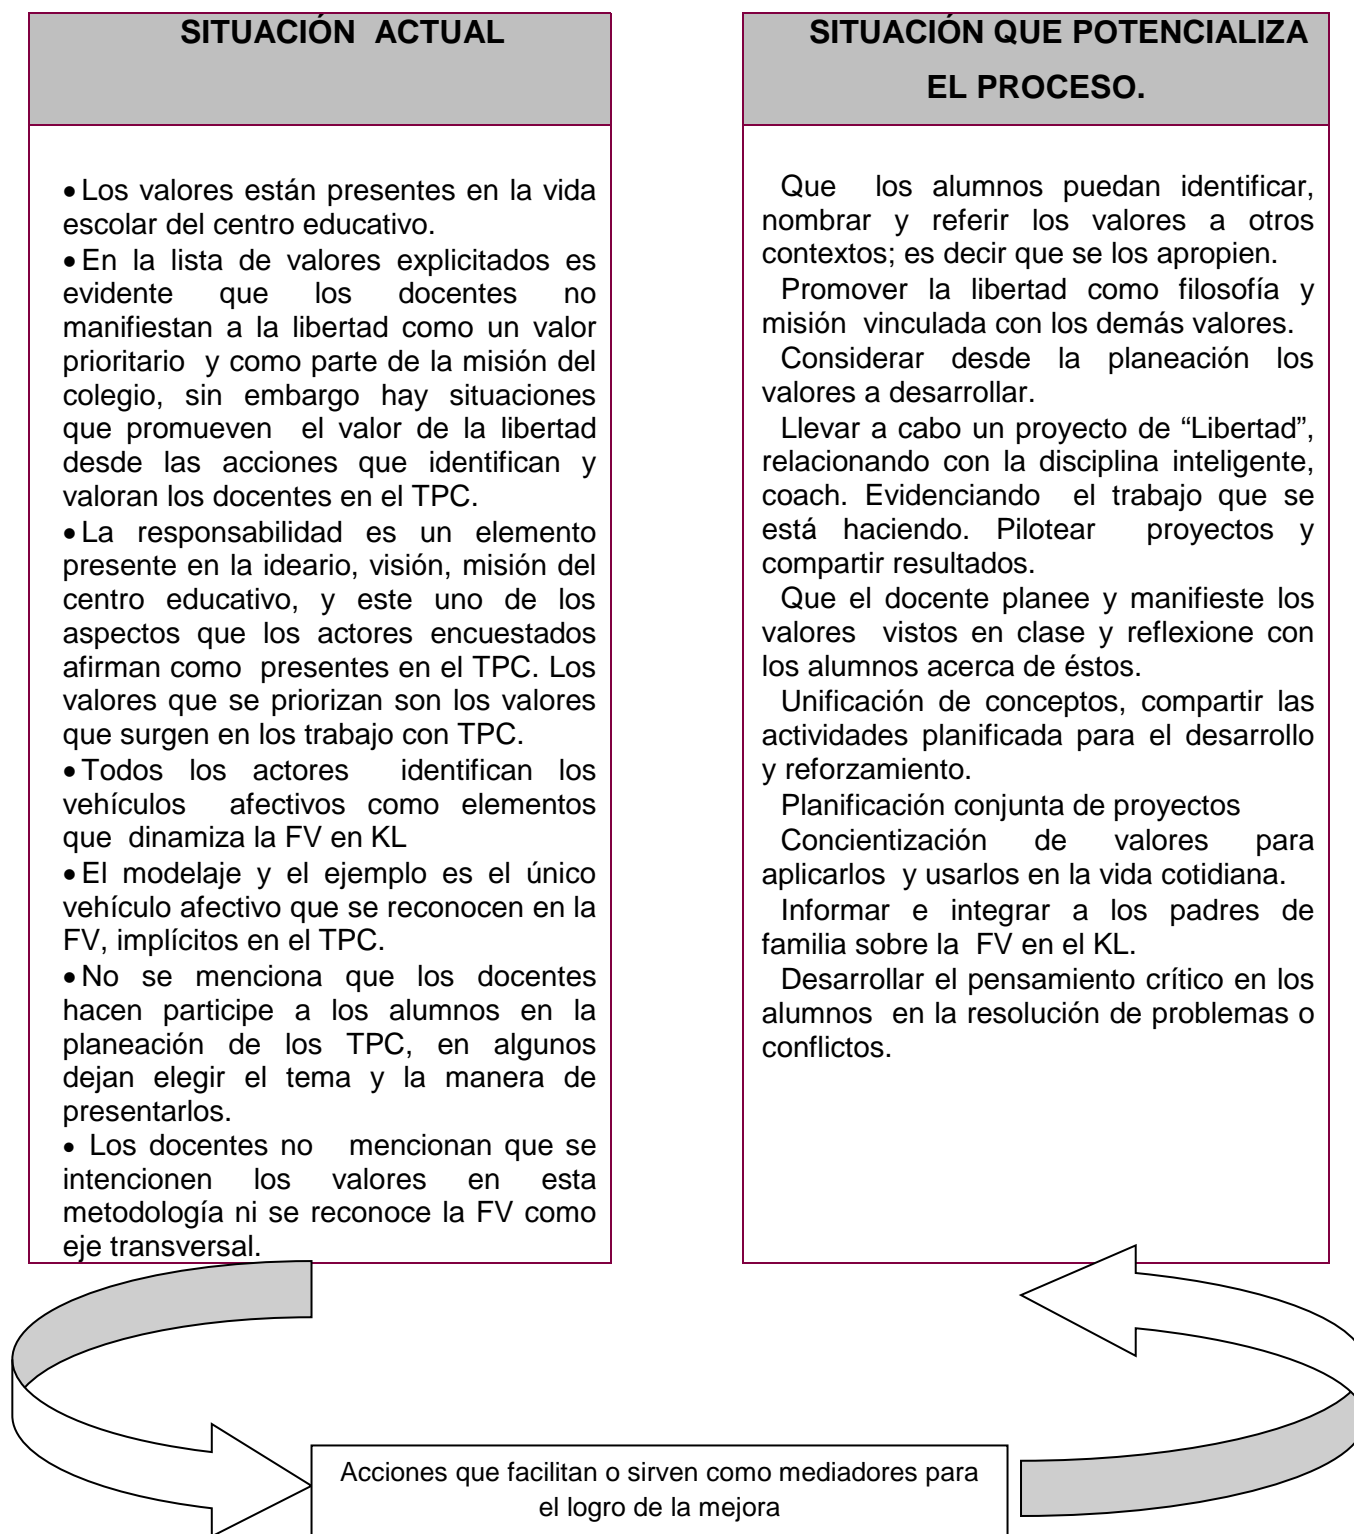 SITUACIÓN ACTUAL
• Los valores están presentes en la vida
escolar del centro educativo.
• En la lista de valores explicitados es
evidente que los docentes no
manifiestan a la libertad como un valor
prioritario y como parte de la misión del
colegio, sin embargo hay situaciones
que promueven el valor de la libertad
desde las acciones que identifican y
valoran los docentes en el TPC.
• La responsabilidad es un elemento
presente en la ideario, visión, misión del
centro educativo, y este uno de los
aspectos que los actores encuestados
afirman como presentes en el TPC. Los
valores que se priorizan son los valores
que surgen en los trabajo con TPC.
• Todos los actores identifican los
vehículos afectivos como elementos
que dinamiza la FV en KL
• El modelaje y el ejemplo es el único
vehículo afectivo que se reconocen en la
FV, implícitos en el TPC.
• No se menciona que los docentes
hacen participe a los alumnos en la
planeación de los TPC, en algunos
dejan elegir el tema y la manera de
presentarlos.
• Los docentes no mencionan que se
intencionen los valores en esta
metodología ni se reconoce la FV como
eje transversal.
SITUACIÓN QUE POTENCIALIZA
EL PROCESO.
Que los alumnos puedan identificar,
nombrar y referir los valores a otros
contextos; es decir que se los apropien.
Promover la libertad como filosofía y
misión vinculada con los demás valores.
Considerar desde la planeación los
valores a desarrollar.
Llevar a cabo un proyecto de “Libertad”,
relacionando con la disciplina inteligente,
coach. Evidenciando el trabajo que se
está haciendo. Pilotear proyectos y
compartir resultados.
Que el docente planee y manifieste los
valores vistos en clase y reflexione con
los alumnos acerca de éstos.
Unificación de conceptos, compartir las
actividades planificada para el desarrollo
y reforzamiento.
Planificación conjunta de proyectos
Concientización de valores para
aplicarlos y usarlos en la vida cotidiana.
Informar e integrar a los padres de
familia sobre la FV en el KL.
Desarrollar el pensamiento crítico en los
alumnos en la resolución de problemas o
conflictos.
Acciones que facilitan o sirven como mediadores para
el logro de la mejora